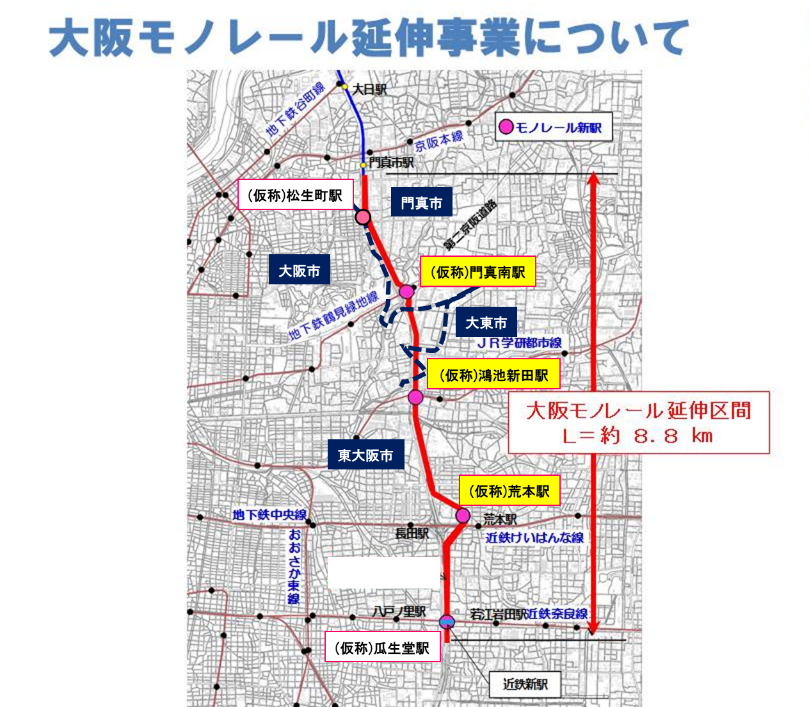 大阪モノレール延伸事業について
大日駅
地下鉄谷町線
モノレール新駅
京阪本線
門真市駅
(仮称)松生町駅
門真市
第二京阪道路
大阪市
(仮称)門真南駅
地下鉄鶴見緑地線
大東市
JR学研都市線
(仮称)鴻池新田駅
大阪モノレール延伸区間
L=約 8.8 km
東大阪市
(仮称)荒本駅
地下鉄中央線
荒本駅
長田駅
近鉄けいはんな線
おおさか東線
八戸ノ里駅
若江岩田駅
近鉄奈良線
(仮称)瓜生堂駅
近鉄新駅